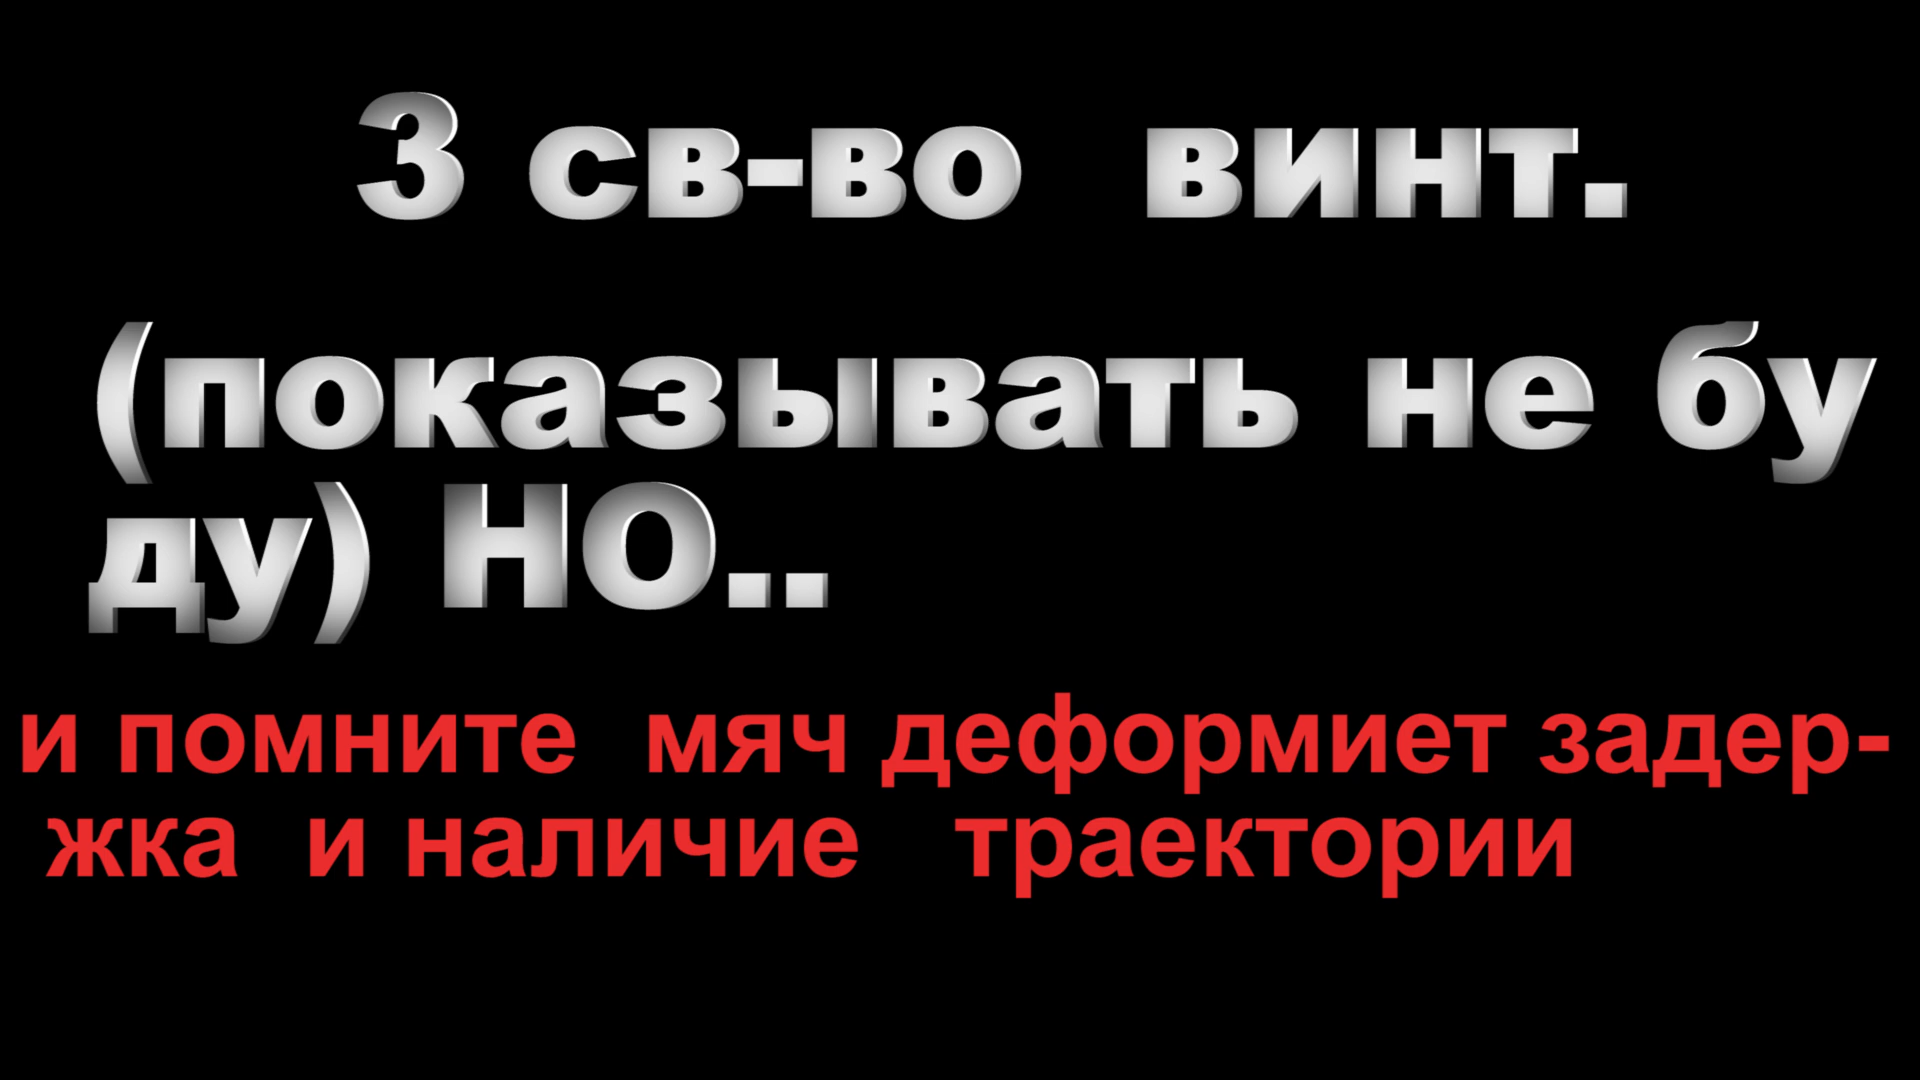 3 св-во винт.
(показывать не бу
ду) НО..
и помните мяч деформиет задер-
жка и наличие траектории